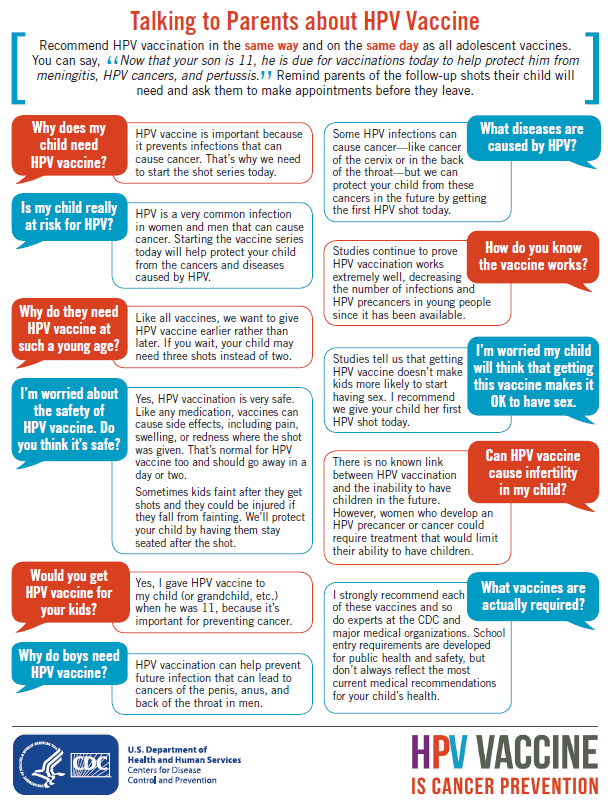 Talking to Parents about HPV Vaccine
Recommend HPV vaccination in the same way and on the same day as all adolescent vaccines.
You can say, “Now that your son is 11, he is due for vaccinations today to help protect him from
meningitis, HPV cancers, and pertussis.” Remind parents of the follow-up shots their child will
need and ask them to make appointments before they leave.
Why does my
child need
HPV vaccine?
HPV vaccine is important because
it prevents infections that can
cause cancer. That’s why we need
to start the shot series today.
Is my child really
at risk for HPV?
HPV is a very common infection
in women and men that can cause
cancer. Starting the vaccine series
today will help protect your child
from the cancers and diseases
caused by HPV.
Why do they need
HPV vaccine at
such a young age?
Like all vaccines, we want to give
HPV vaccine earlier rather than
later. If you wait, your child may
need three shots instead of two.
I’m worried about
the safety of
HPV vaccine. Do
you think it’s safe?
Yes, HPV vaccination is very safe.
Like any medication, vaccines can
cause side effects, including pain,
swelling, or redness where the shot
was given. That’s normal for HPV
vaccine too and should go away in a
day or two.
Sometimes kids faint after they get
shots and they could be injured if
they fall from fainting. We’ll protect
your child by having them stay
seated after the shot.
Would you get
HPV vaccine for
your kids?
Yes, I gave HPV vaccine to
my child (or grandchild, etc.)
when he was 11, because it’s
important for preventing cancer.
Why do boys need
HPV vaccine?
HPV vaccination can help prevent
future infection that can lead to
cancers of the penis, anus, and
back of the throat in men.
What diseases are
caused by HPV?
Some HPV infections can
cause cancer—like cancer
of the cervix or in the back
of the throat—but we can
protect your child from these
cancers in the future by getting
the first HPV shot today.
How do you know
the vaccine works?
Studies continue to prove
HPV vaccination works
extremely well, decreasing
the number of infections and
HPV precancers in young people
since it has been available.
I’m worried my child
will think that getting
this vaccine makes it
OK to have sex.
Studies tell us that getting
HPV vaccine doesn’t make
kids more likely to start
having sex. I recommend
we give your child her first
HPV shot today.
Can HPV vaccine
cause infertility
in my child?
There is no known link
between HPV vaccination
and the inability to have
children in the future.
However, women who develop an
HPV precancer or cancer could
require treatment that would limit
their ability to have children.
What vaccines are
actually required?
I strongly recommend each
of these vaccines and so
do experts at the CDC and
major medical organizations. School
entry requirements are developed
for public health and safety, but
don’t always reflect the most
current medical recommendations
for your child’s health.
CDC
U.S. Department of
Health and Human Services
Centers for Disease
Control and Prevention
HPV VACCINE
IS CANCER PREVENTION